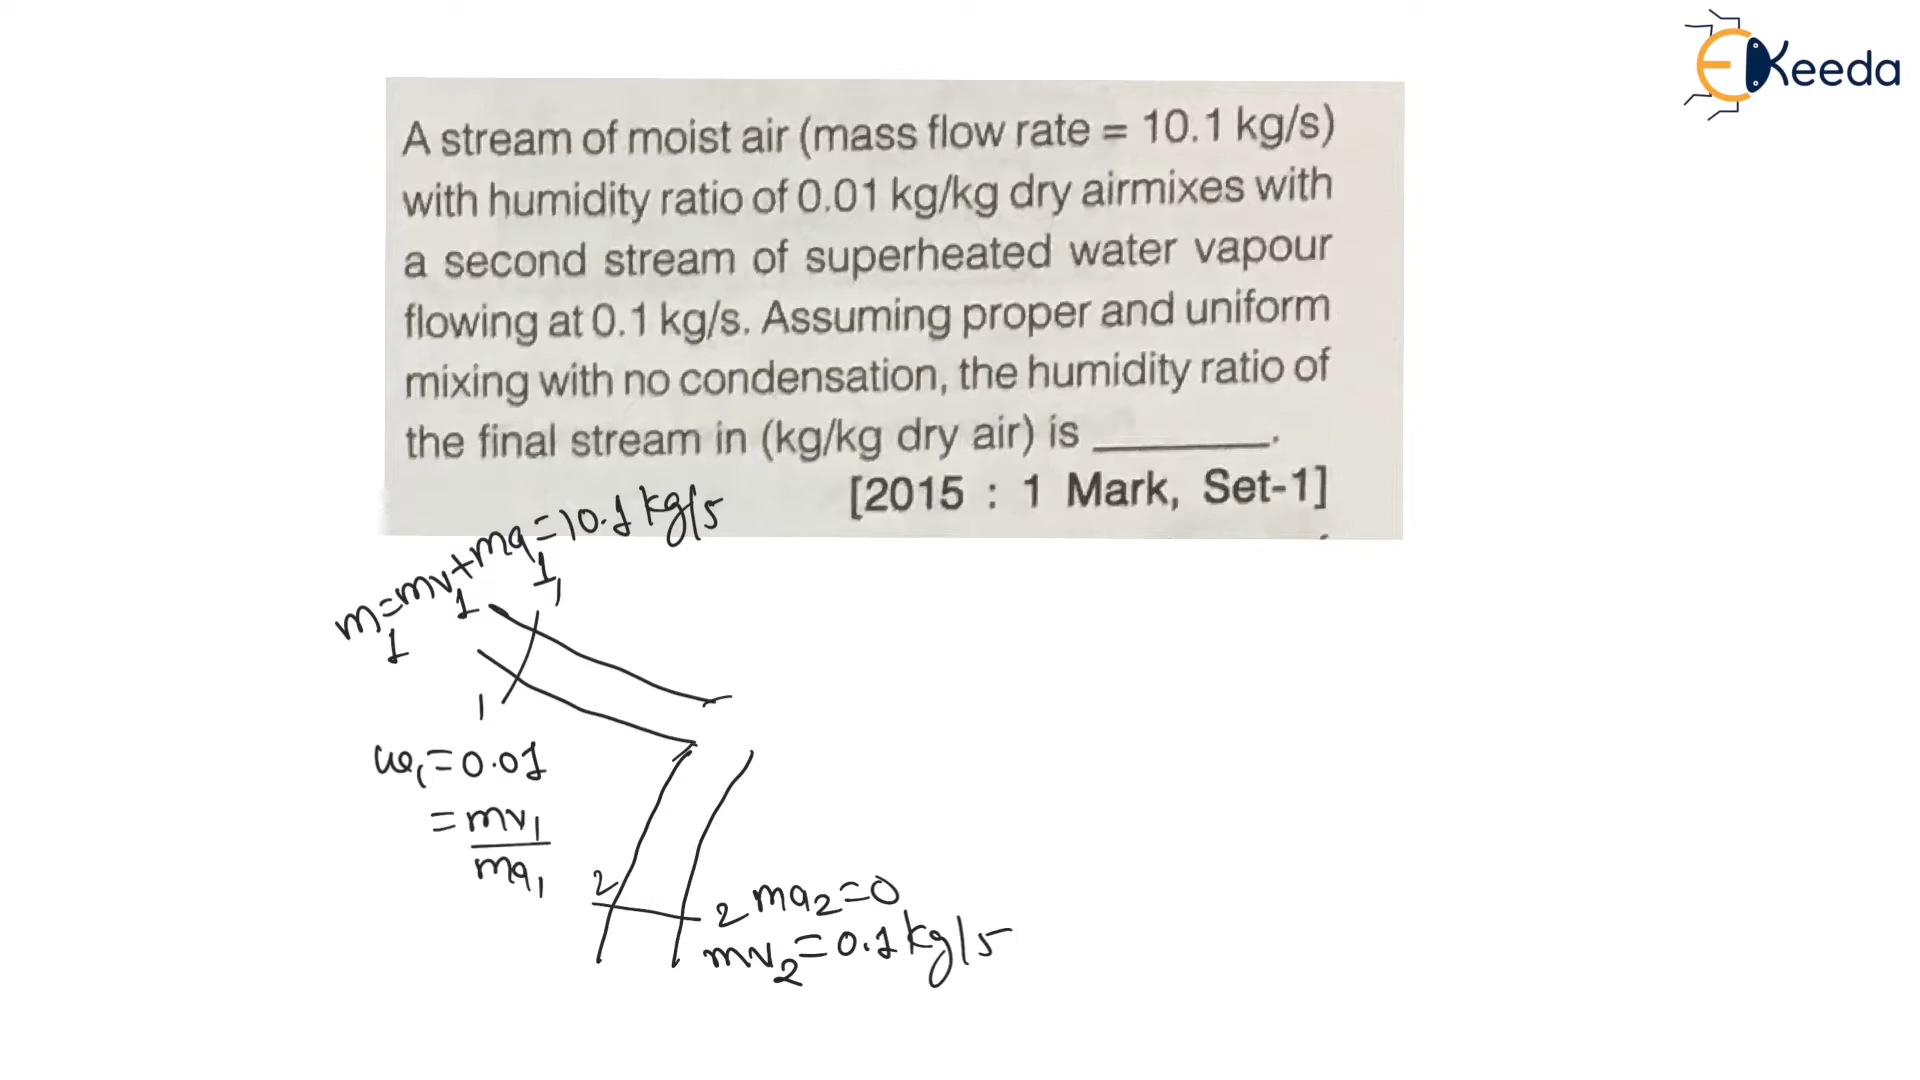 EKeeda
A stream of moist air (mass flow rate = 10.1 kg/s)
with humidity ratio of 0.01 kg/kg dry airmixes with
a second stream of superheated water vapour
flowing at 0.1 kg/s. Assuming proper and uniform
mixing with no condensation, the humidity ratio of
the final stream in (kg/kg dry air) is ________.
[2015 : 1 Mark, Set-1]
m1=mv1+ma1=10.1 kg/s
1
1
ω1=0.01
=mv1
ma1
2
2 ma2=0
mv2=0.1 kg/s